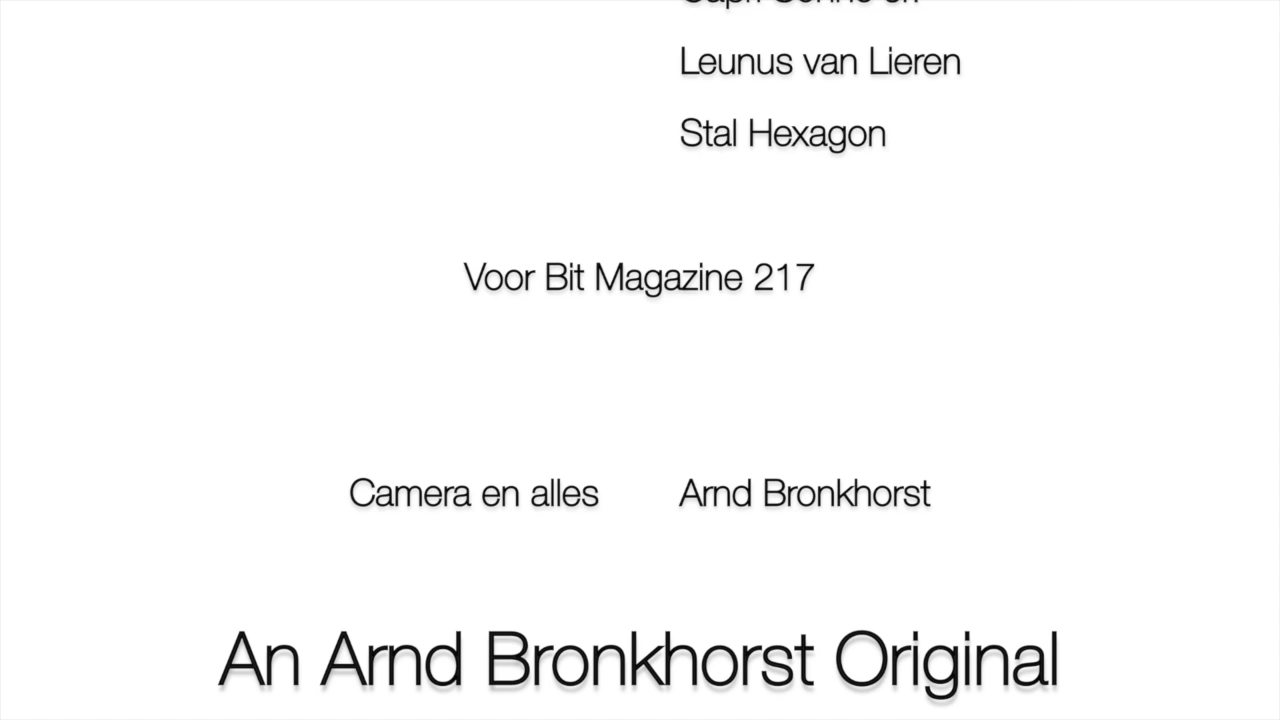 Leunus van Lieren
Stal Hexagon
Voor Bit Magazine 217
Camera en alles Arnd Bronkhorst
An Arnd Bronkhorst Original